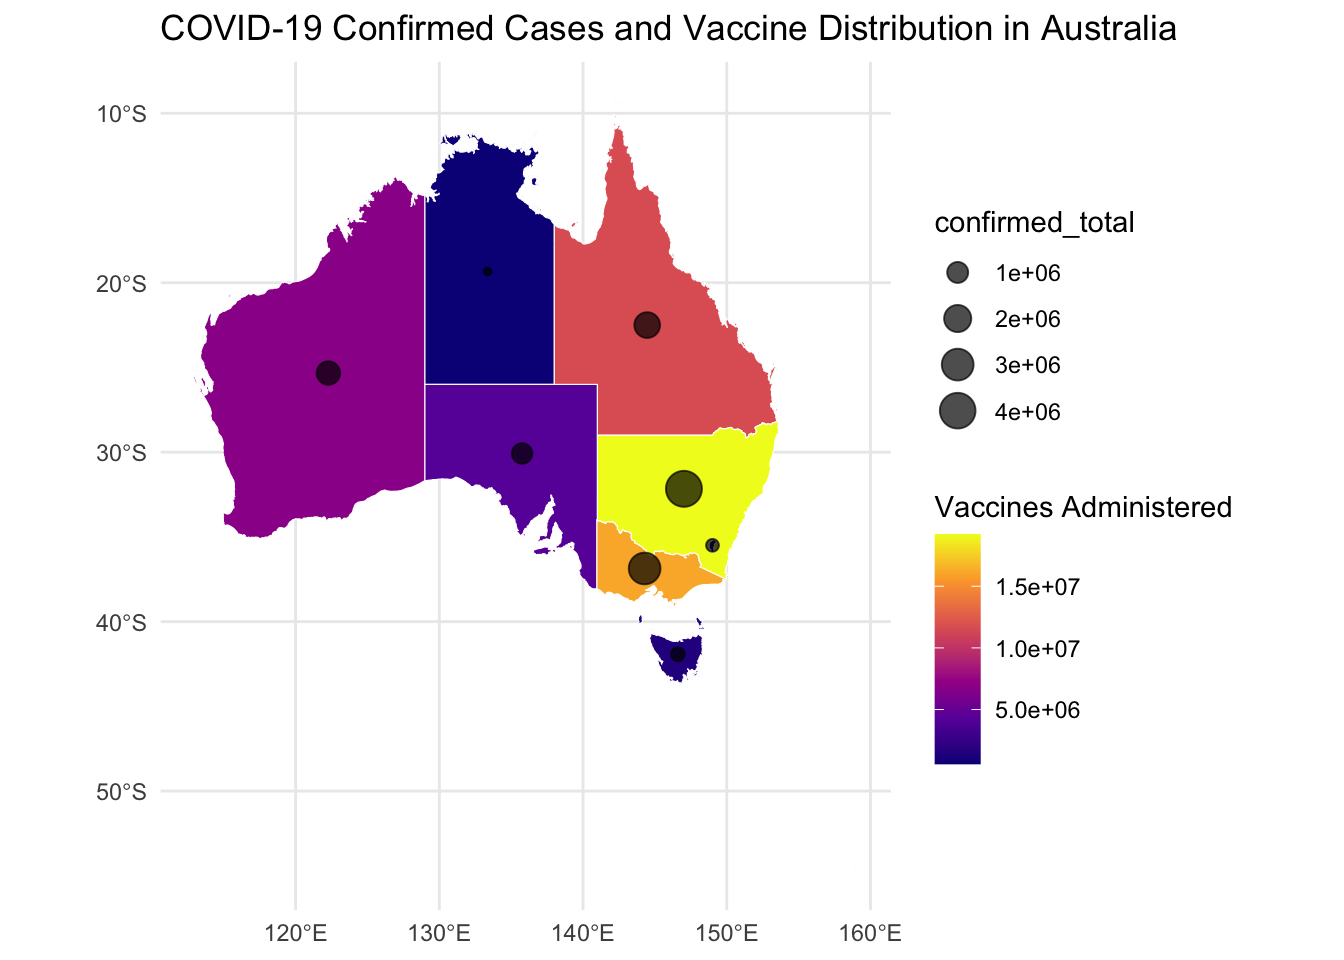 COVID-19 Confirmed Cases and Vaccine Distribution in Australia
10°S
20°S
30°S
40°S
50°S
120°E
130°E
140°E
150°E
160°E
confirmed_total
1e+06
2e+06
3e+06
4e+06
Vaccines Administered
1.5e+07
1.0e+07
5.0e+06